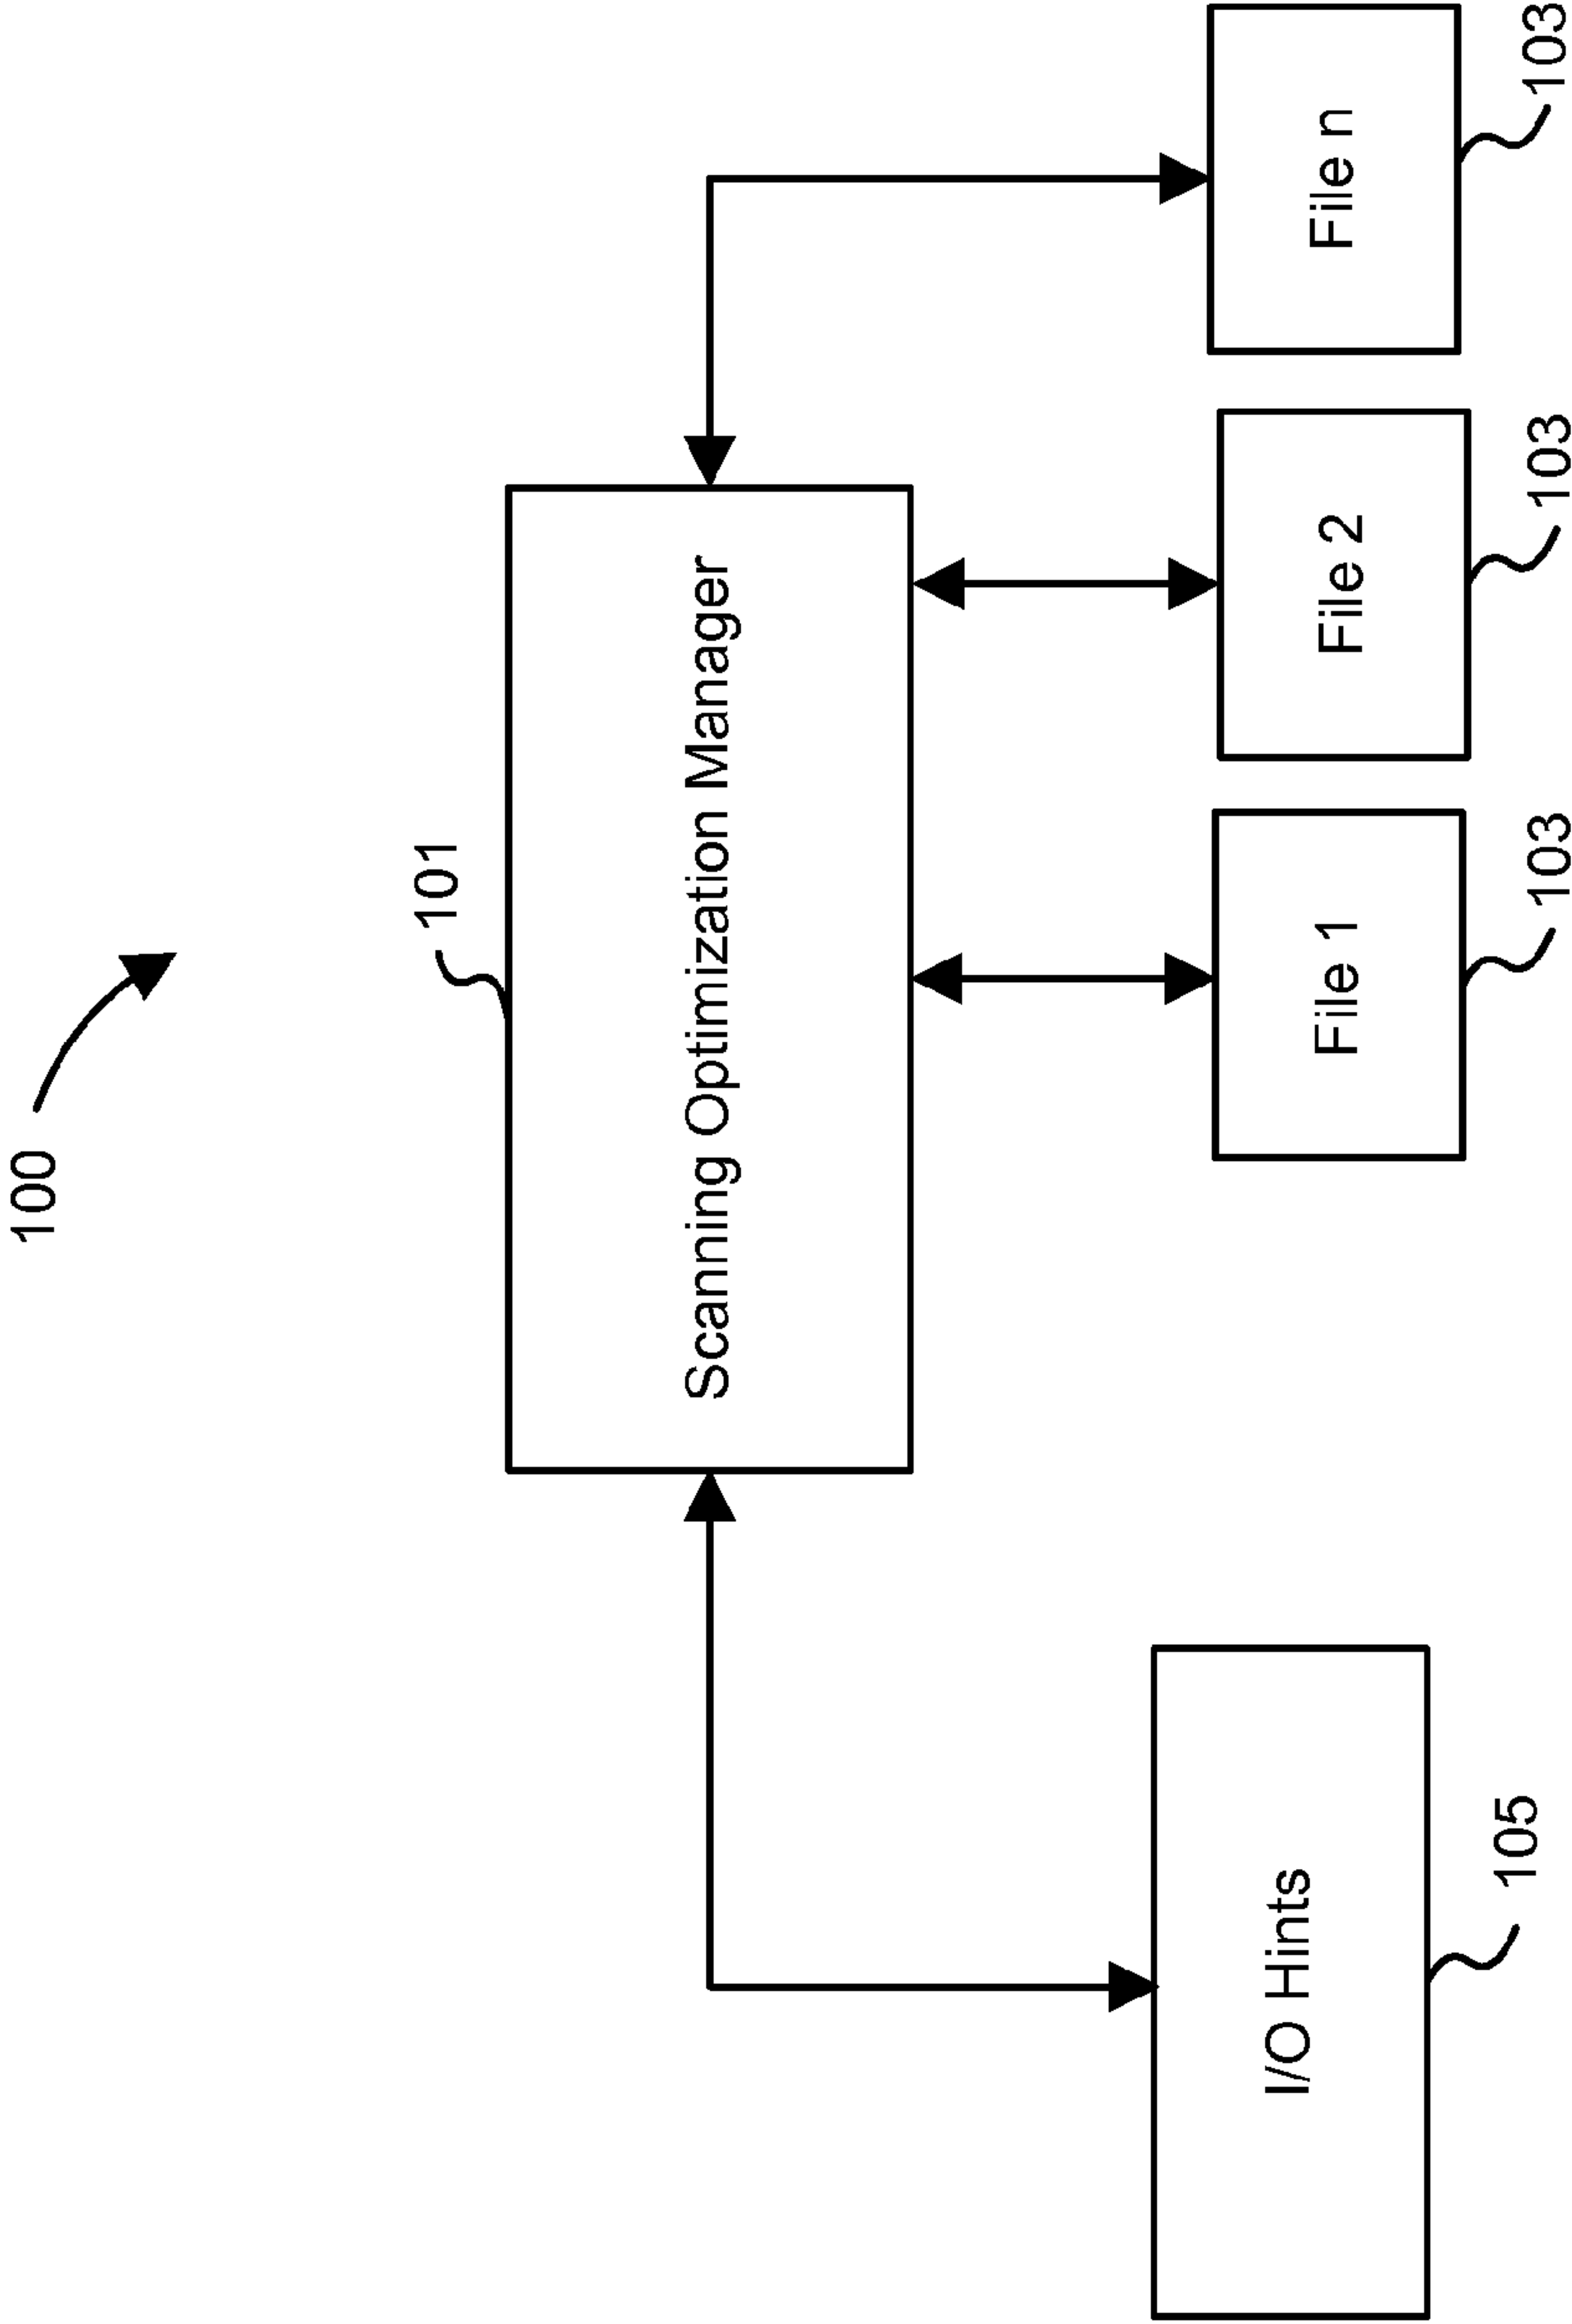 100
101
Scanning Optimization Manager
I/O Hints
File 1
File 2
File n
105
103
103
103